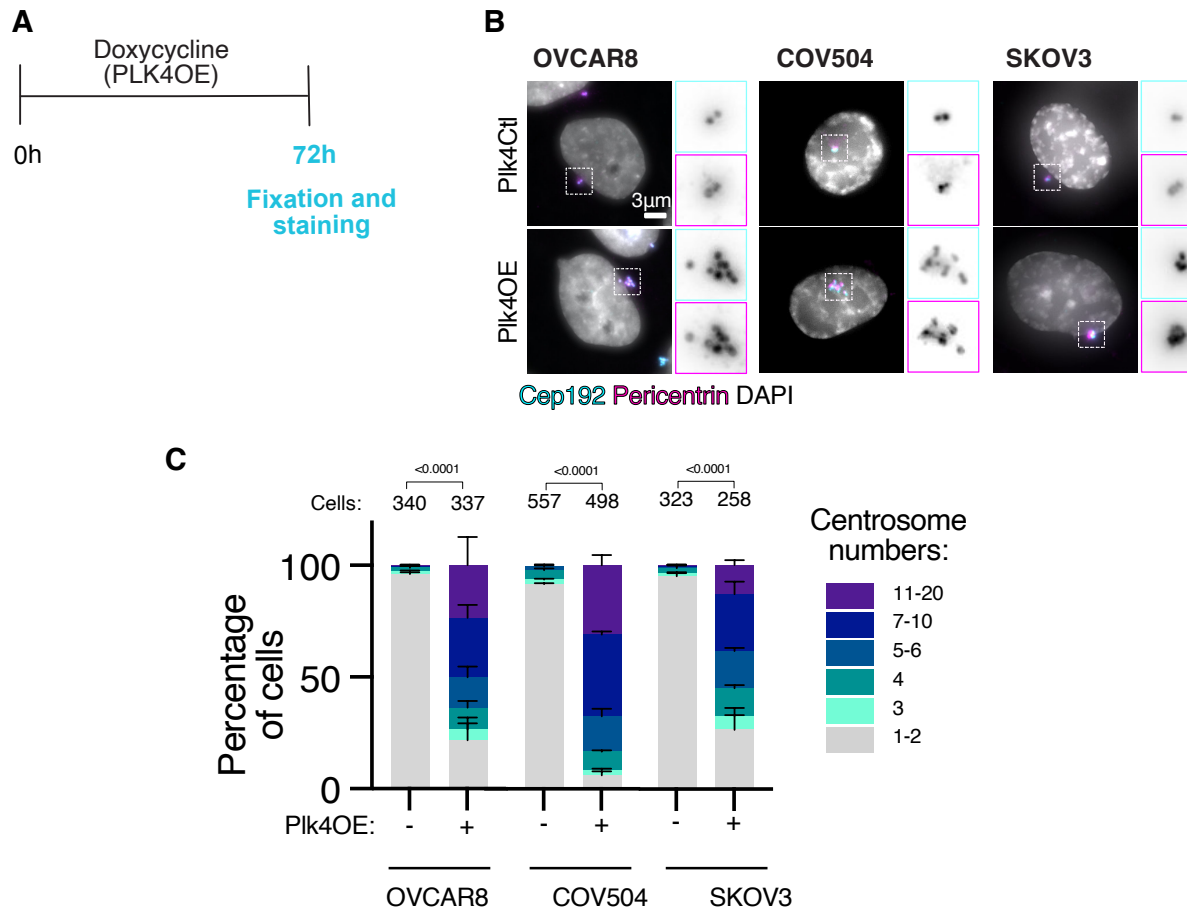 A
Doxycycline
(PLK4OE)
0h
72h
Fixation and
staining
B
OVCAR8
COV504
SKOV3
Plk4Ctl
3µm
Plk4OE
Cep192 Pericentrin DAPI
C
<0.0001
<0.0001
<0.0001
Cells: 340 337 557 498 323 258
Percentage
of cells
100
50
0
Plk4OE: - + - + - +
OVCAR8
COV504
SKOV3
Centrosome
numbers:
11-20
7-10
5-6
4
3
1-2